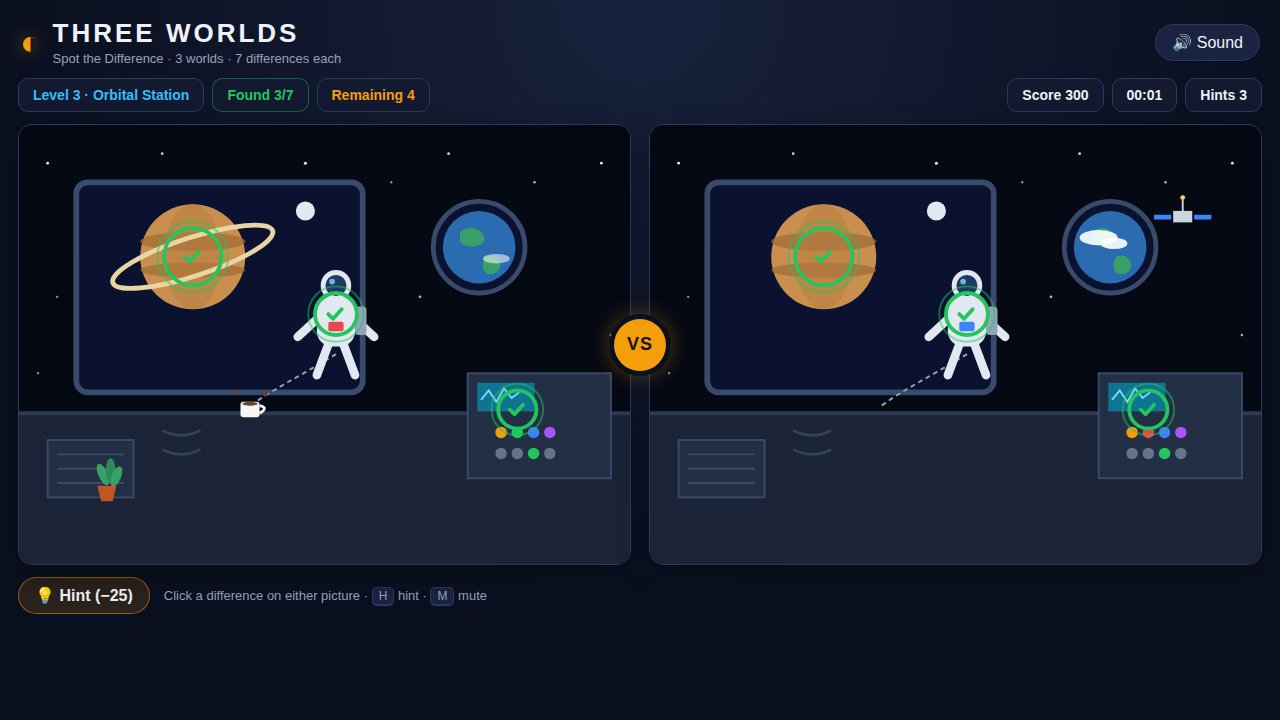 THREE WORLDS
Spot the Difference · 3 worlds · 7 differences each
🔊 Sound
Level 3 · Orbital Station
Found 3/7
Remaining 4
Score 300
00:01
Hints 3
VS
💡 Hint (−25)
Click a difference on either picture · H hint · M mute